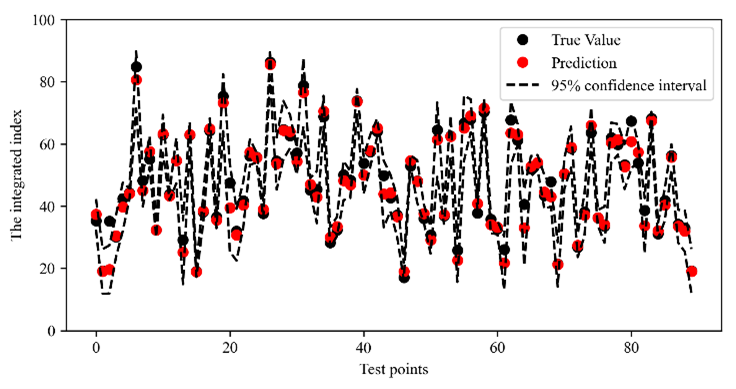 100
80
60
40
20
0
The integrated index
True Value
Prediction
95% confidence interval
0 20 40 60 80
Test points